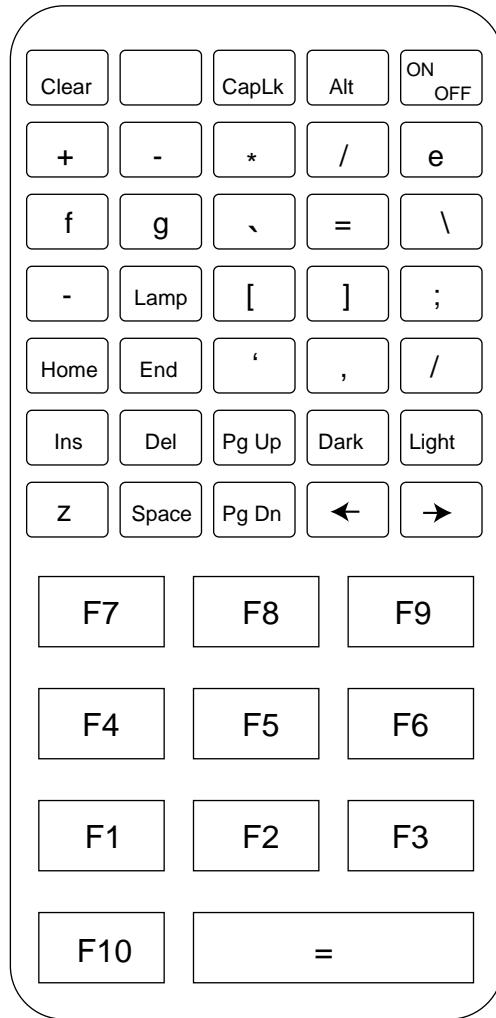 Clear CapLk Alt ON OFF
+ - * / e
f g ` = \
- Lamp [ ] ;
Home End ‘ , /
Ins Del Pg Up Dark Light
z Space Pg Dn ← →
F7 F8 F9
F4 F5 F6
F1 F2 F3
F10 =